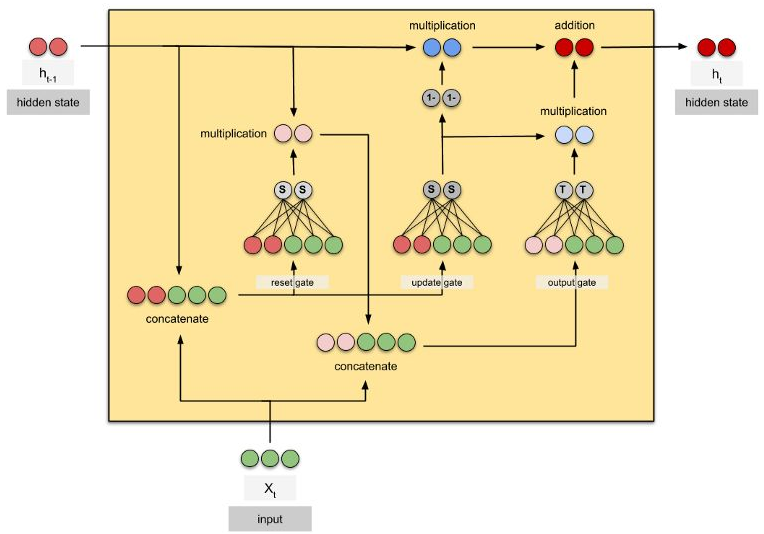 multiplication
addition
h t-1
hidden state
1- 1-
h t
hidden state
multiplication
multiplication
S S
S S
T T
reset gate
update gate
output gate
concatenate
concatenate
X t
input